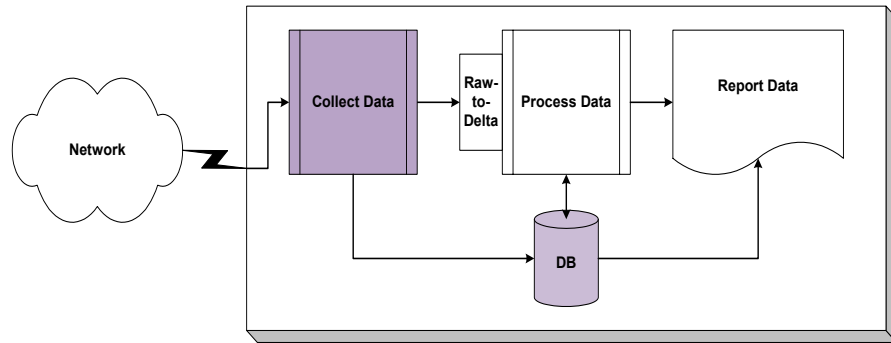 Network
Collect Data
Raw-
to-
Delta
Process Data
Report Data
DB